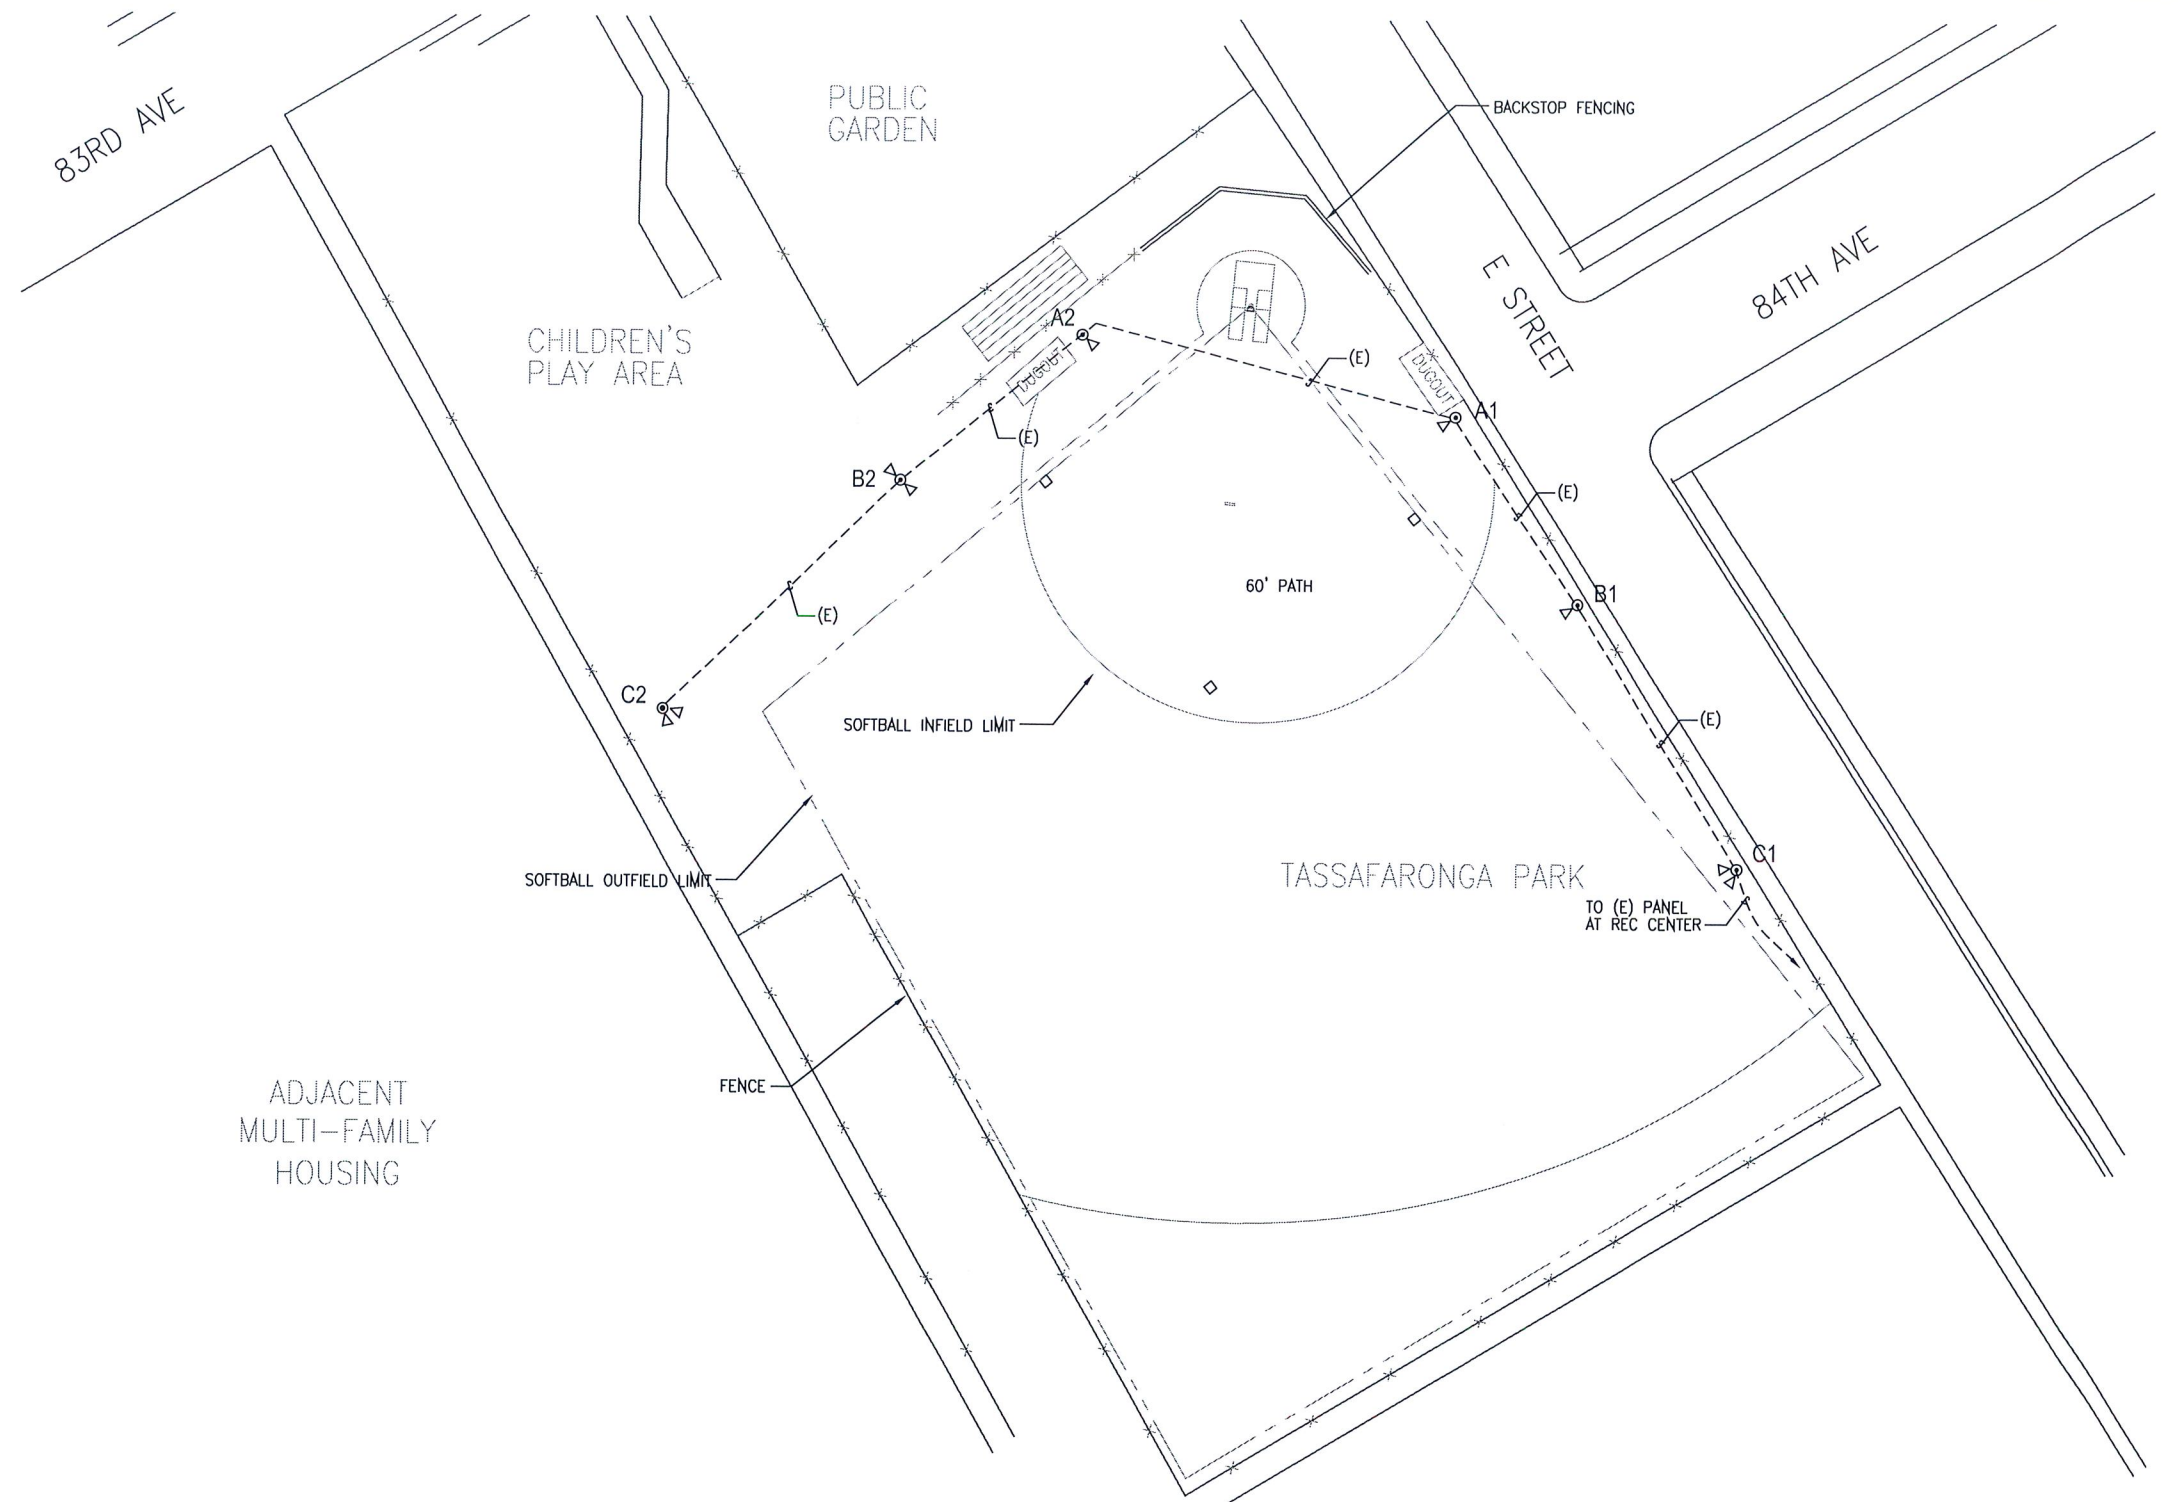 83RD AVE
PUBLIC
GARDEN
BACKSTOP FENCING
E STREET
84TH AVE
CHILDREN'S
PLAY AREA
A2
DUGOUT
(E)
(E)
DUGOUT
A1
B2
(E)
60' PATH
B1
(E)
C2
SOFTBALL INFIELD LIMIT
(E)
SOFTBALL OUTFIELD LIMIT
TASSAFARONGA PARK
C1
TO (E) PANEL
AT REC CENTER
FENCE
ADJACENT
MULTI-FAMILY
HOUSING